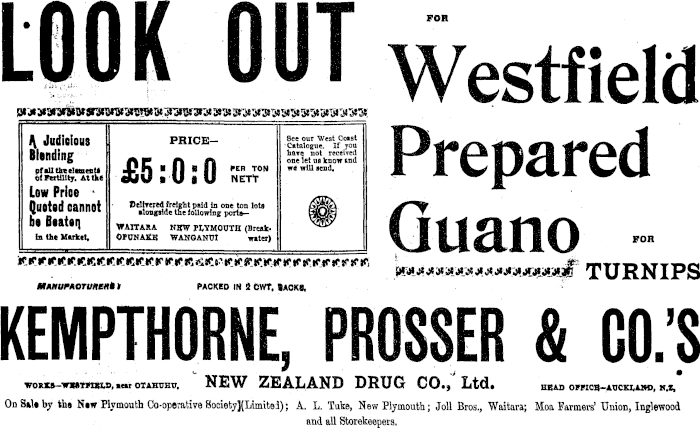 LOOK OUT
FOR
Westfield
Prepared
Guano
FOR
TURNIPS
A Judicious
Blending
of all the elements
of Fertility. At the
Low Price
Quoted cannot
be Beaten
in the Market.
PRICE—
£5:0:0 PER TON
NETT
Delivered freight paid in one ton lots
alongside the following ports—
WAITARA NEW PLYMOUTH (Break-
OPUNAKE WANGANUI water)
See our West Coast
Catalogue. If you
have not received
one let us know and
we will send.
MANUFACTURERS:
PACKED IN 2 CWT. SACKS.
KEMPTHORNE, PROSSER & CO.'S
WORKS—WESTFIELD, near OTAHUHU.
NEW ZEALAND DRUG CO., Ltd.
HEAD OFFICE—AUCKLAND, N.Z.
On Sale by the New Plymouth Co-operative Society (Limited); A. L. Tuke, New Plymouth; Joll Bros., Waitara; Moa Farmers' Union, Inglewood
and all Storekeepers.